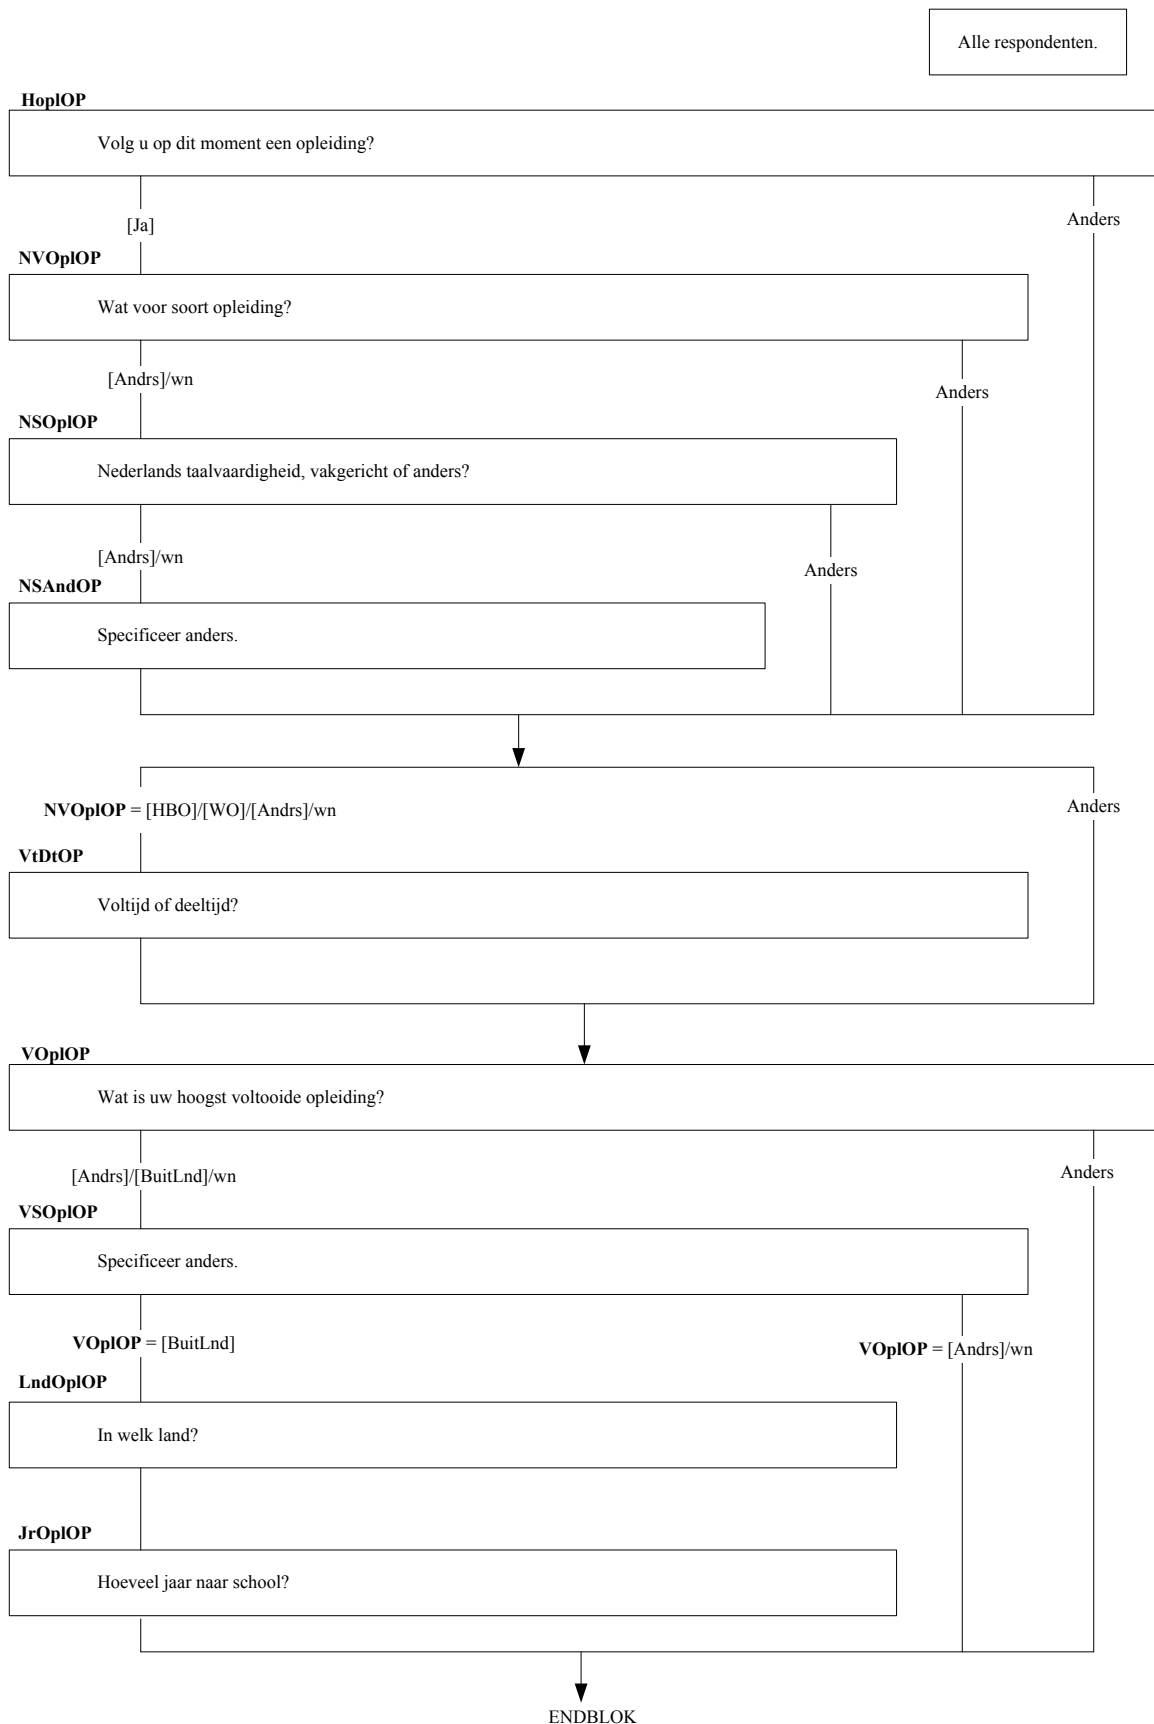 Alle respondenten.
HoplOP
Volg u op dit moment een opleiding?
[Ja]
Anders
NVOplOP
Wat voor soort opleiding?
[Andrs]/wn
Anders
NSOplOP
Nederlands taalvaardigheid, vakgericht of anders?
[Andrs]/wn
Anders
NSAndOP
Specificeer anders.
NVOplOP = [HBO]/[WO]/[Andrs]/wn
Anders
VtDtOP
Voltijd of deeltijd?
VOplOP
Wat is uw hoogst voltooide opleiding?
[Andrs]/[BuitLnd]/wn
Anders
VSOplOP
Specificeer anders.
VOplOP = [BuitLnd]
VOplOP = [Andrs]/wn
LndOplOP
In welk land?
JrOplOP
Hoeveel jaar naar school?
ENDBLOK